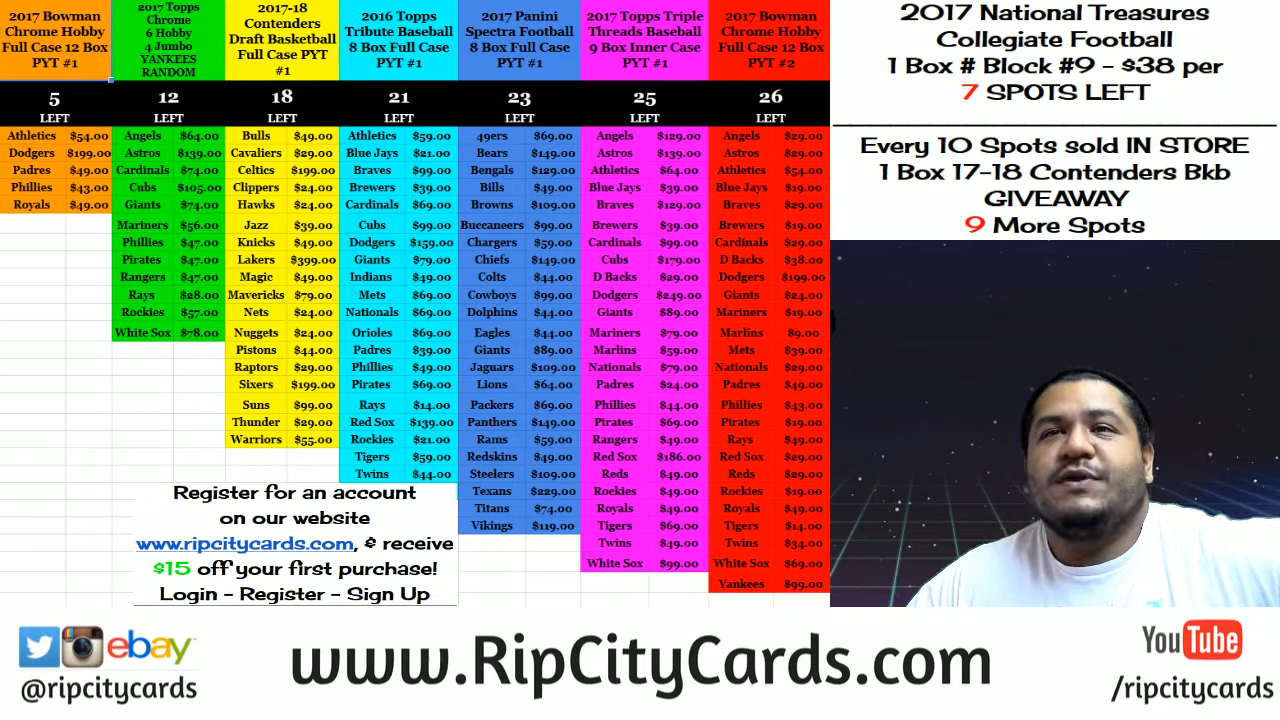 2017 Bowman
Chrome Hobby
Full Case 12 Box
PYT #1
5
LEFT
Athletics $54.00
Dodgers $199.00
Padres $49.00
Phillies $43.00
Royals $49.00
2017 Topps
Chrome
6 Hobby
4 Jumbo
YANKEES
RANDOM
12
LEFT
Angels $64.00
Astros $139.00
Cardinals $74.00
Cubs $105.00
Giants $74.00
Mariners $56.00
Phillies $47.00
Pirates $47.00
Rangers $47.00
Rays $28.00
Rockies $57.00
White Sox $78.00
2017-18
Contenders
Draft Basketball
Full Case PYT
#1
18
LEFT
Bulls $49.00
Cavaliers $29.00
Celtics $199.00
Clippers $24.00
Hawks $24.00
Jazz $39.00
Knicks $49.00
Lakers $399.00
Magic $49.00
Mavericks $79.00
Nets $24.00
Nuggets $24.00
Pistons $44.00
Raptors $29.00
Sixers $199.00
Suns $99.00
Thunder $29.00
Warriors $55.00
2016 Topps
Tribute Baseball
8 Box Full Case
PYT #1
21
LEFT
Athletics $59.00
Blue Jays $21.00
Braves $99.00
Brewers $39.00
Cardinals $69.00
Cubs $99.00
Dodgers $159.00
Giants $79.00
Indians $49.00
Mets $69.00
Nationals $69.00
Orioles $69.00
Padres $39.00
Phillies $49.00
Pirates $69.00
Rays $14.00
Red Sox $139.00
Rockies $21.00
Tigers $59.00
Twins $44.00
2017 Panini
Spectra Football
8 Box Full Case
PYT #1
23
LEFT
49ers $69.00
Bears $149.00
Bengals $129.00
Bills $49.00
Browns $109.00
Buccaneers $99.00
Chargers $59.00
Chiefs $149.00
Colts $44.00
Cowboys $99.00
Dolphins $44.00
Eagles $44.00
Giants $89.00
Jaguars $109.00
Lions $64.00
Packers $69.00
Panthers $149.00
Rams $59.00
Redskins $49.00
Steelers $109.00
Texans $229.00
Titans $74.00
Vikings $119.00
2017 Topps Triple
Threads Baseball
9 Box Inner Case
PYT #1
25
LEFT
Angels $129.00
Astros $139.00
Athletics $64.00
Blue Jays $39.00
Braves $129.00
Brewers $39.00
Cardinals $99.00
Cubs $179.00
D Backs $29.00
Dodgers $249.00
Giants $89.00
Mariners $79.00
Marlins $59.00
Nationals $79.00
Padres $24.00
Phillies $44.00
Pirates $69.00
Rangers $49.00
Red Sox $186.00
Reds $49.00
Rockies $49.00
Royals $49.00
Tigers $69.00
Twins $49.00
White Sox $99.00
2017 Bowman
Chrome Hobby
Full Case 12 Box
PYT #2
26
LEFT
Angels $29.00
Astros $29.00
Athletics $54.00
Blue Jays $19.00
Braves $29.00
Brewers $19.00
Cardinals $29.00
D Backs $38.00
Dodgers $199.00
Giants $24.00
Mariners $19.00
Marlins $9.00
Mets $39.00
Nationals $29.00
Padres $49.00
Phillies $43.00
Pirates $19.00
Rays $49.00
Red Sox $29.00
Reds $29.00
Rockies $19.00
Royals $49.00
Tigers $14.00
Twins $34.00
White Sox $69.00
Yankees $99.00
2017 National Treasures
Collegiate Football
1 Box # Block #9 - $38 per
7 SPOTS LEFT
Every 10 Spots sold IN STORE
1 Box 17-18 Contenders Bkb
GIVEAWAY
9 More Spots
Register for an account
on our website
www.ripcitycards.com, & receive
$15 off your first purchase!
Login - Register - Sign Up
ebay
@ripcitycards
www.RipCityCards.com
YouTube
/ripcitycards